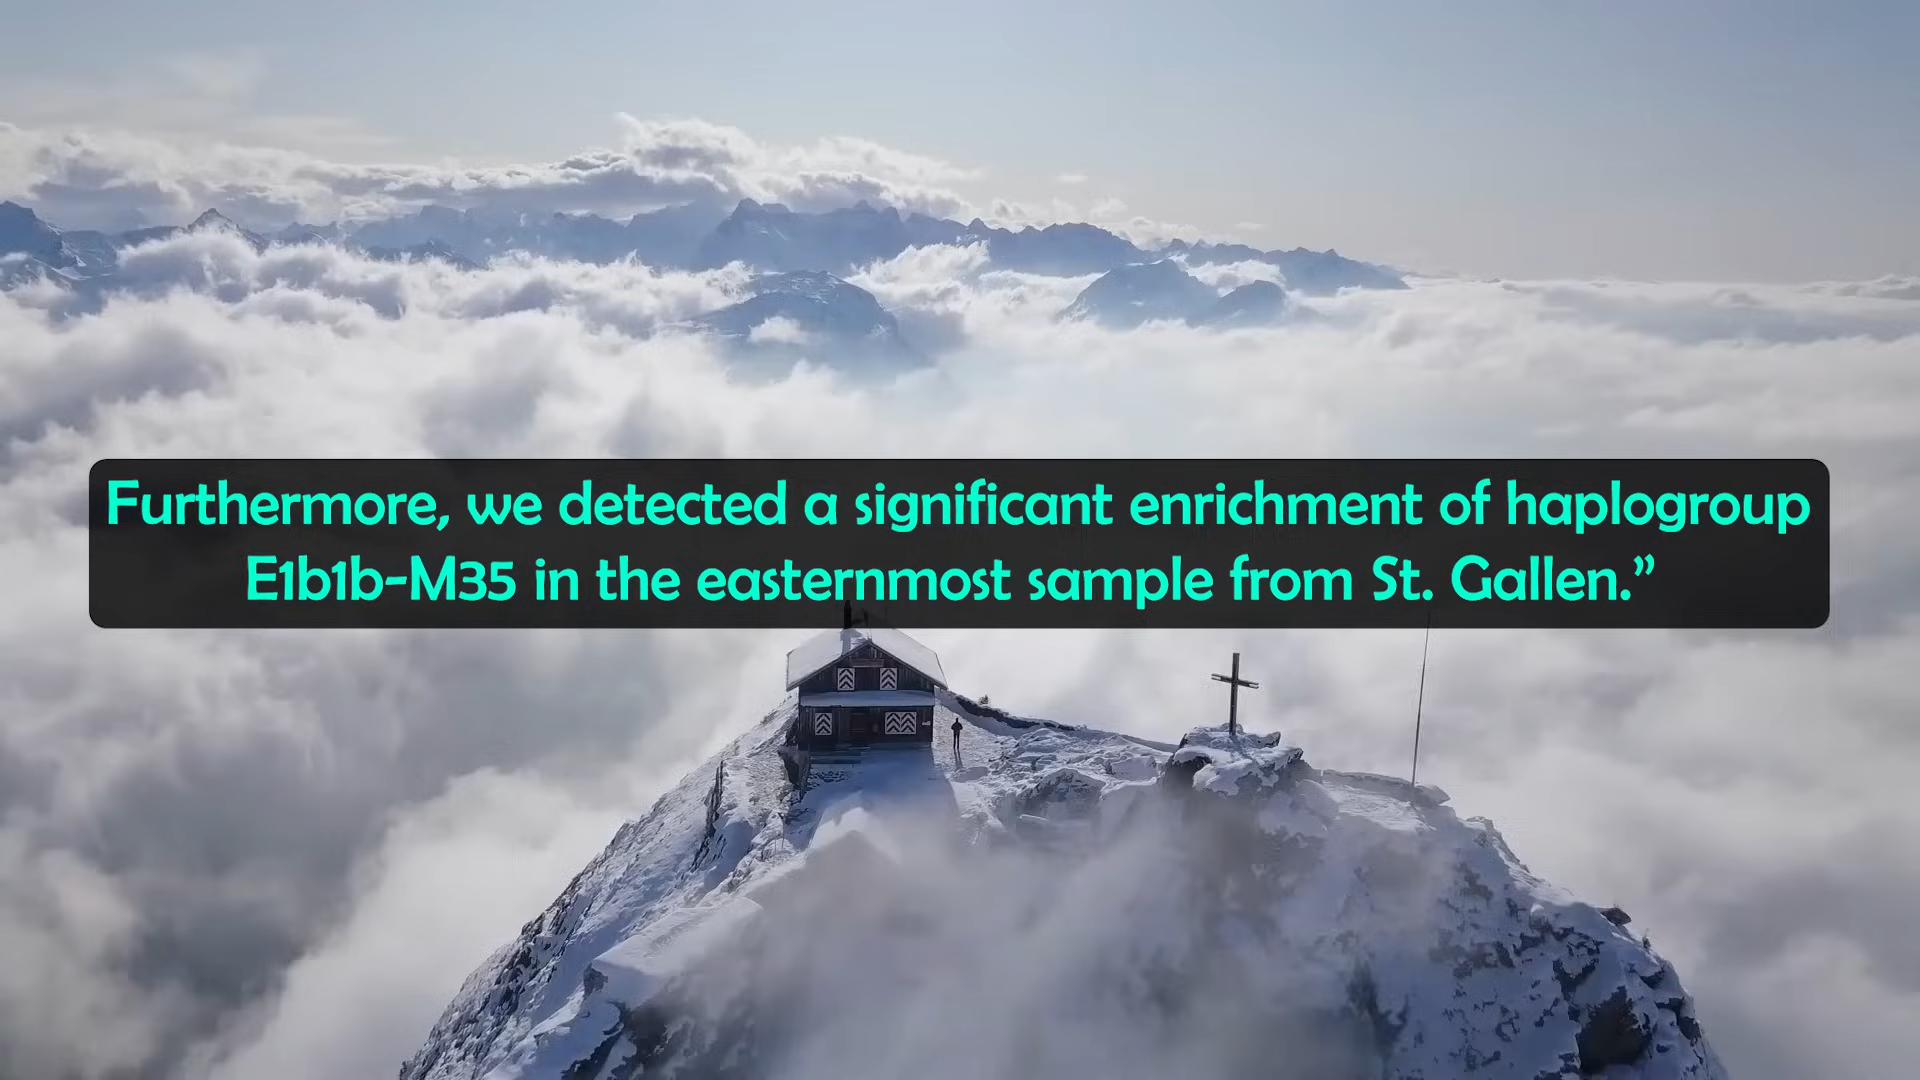 Furthermore, we detected a significant enrichment of haplogroup
E1b1b-M35 in the easternmost sample from St. Gallen.”